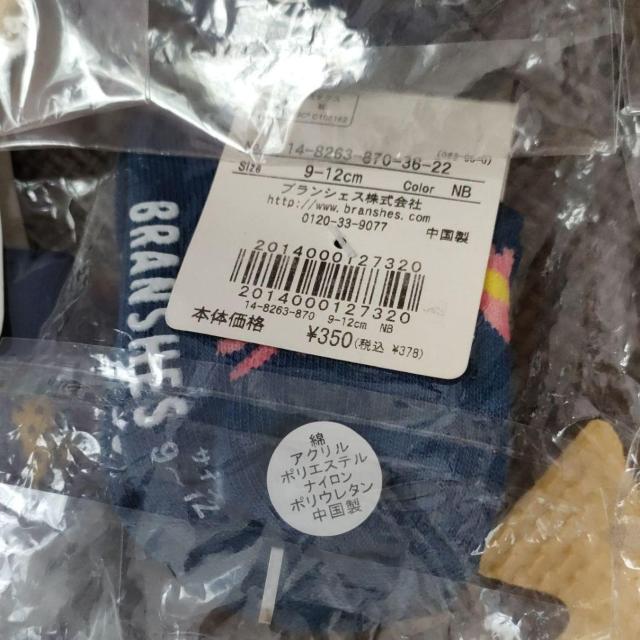 14-8263-870-36-22
Size 9-12cm Color NB
ブランシェス株式会社
http://www.branshes.com
0120-33-9077 中国製
2014000127320
2014000127320
14-8263-870 9-12cm NB
本体価格 ¥350(税込 ¥378)
BRANSHES
綿
アクリル
ポリエステル
ナイロン
ポリウレタン
中国製